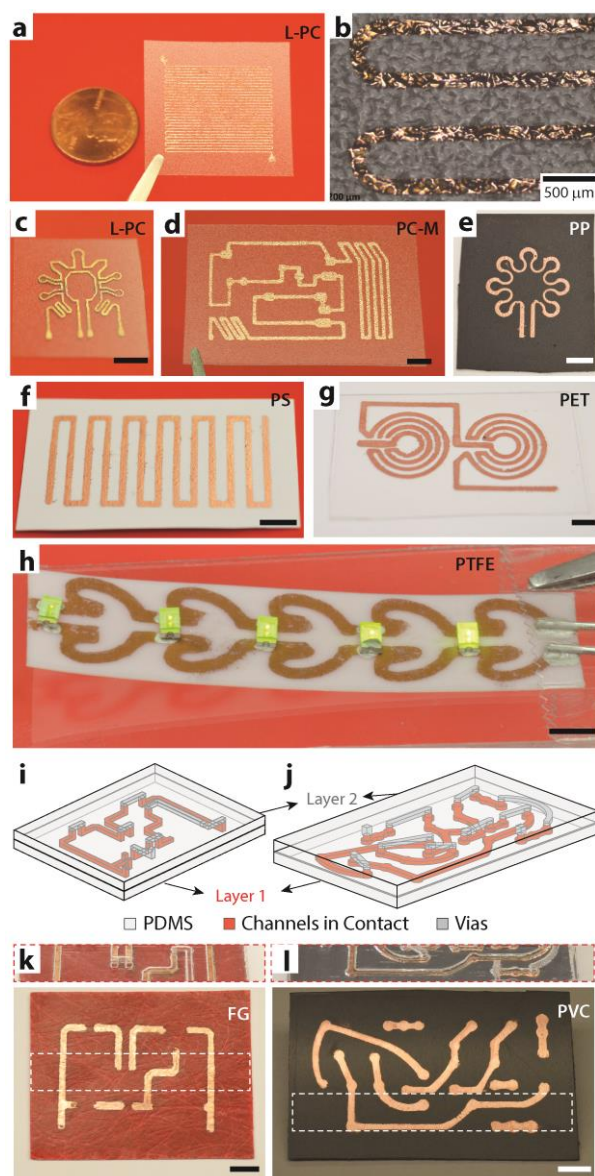 a
L-PC
b
200 µm
500 µm
c
L-PC
d
PC-M
e
PP
f
PS
g
PET
h
PTFE
i
j
Layer 2
Layer 1
PDMS
Channels in Contact
Vias
k
l
FG
PVC